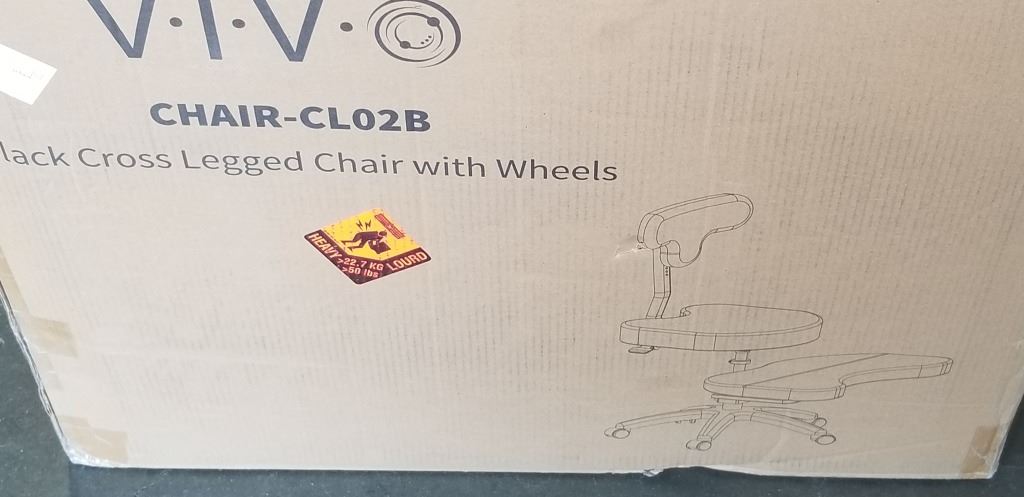 V·I·V·O
CHAIR-CL02B
lack Cross Legged Chair with Wheels
HEAVY >22.7 KG LOURD
>50 lbs